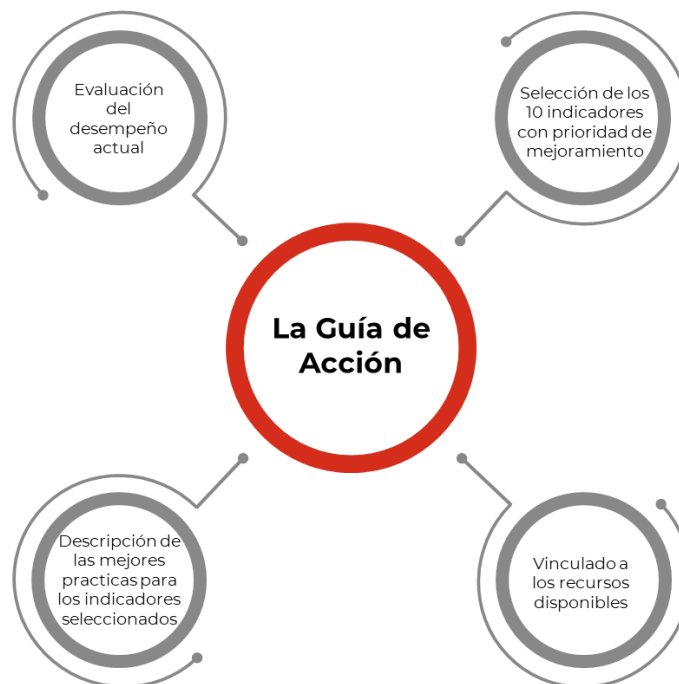 Evaluación
del
desempeño
actual
Selección de los
10 indicadores
con prioridad de
mejoramiento
La Guía de
Acción
Descripción de
las mejores
practicas para
los indicadores
seleccionados
Vinculado a
los recursos
disponibles